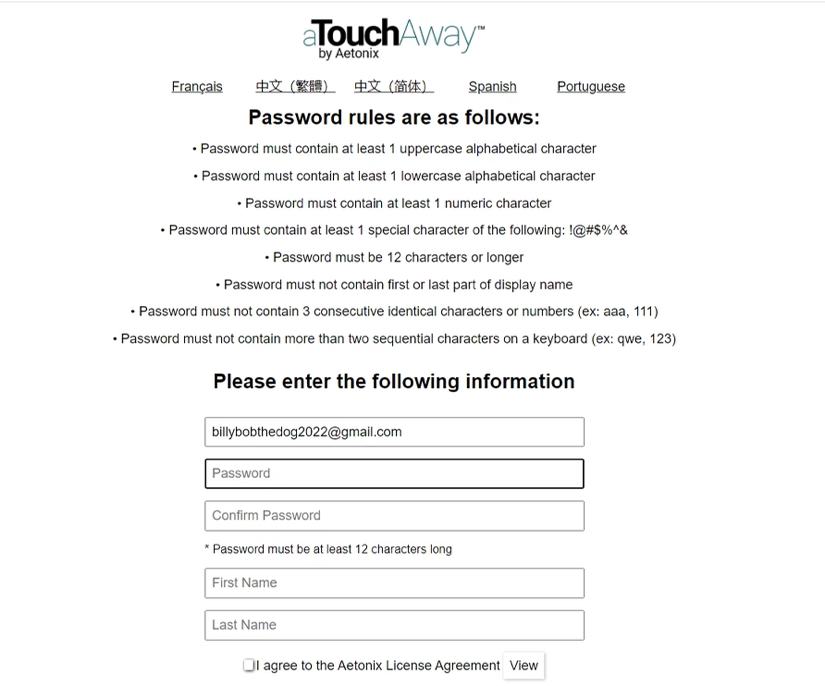 aTouchAway™
by Aetonix
Français 中文（繁體） 中文（简体） Spanish Portuguese
Password rules are as follows:
• Password must contain at least 1 uppercase alphabetical character
• Password must contain at least 1 lowercase alphabetical character
• Password must contain at least 1 numeric character
• Password must contain at least 1 special character of the following: !@#$%^&
• Password must be 12 characters or longer
• Password must not contain first or last part of display name
• Password must not contain 3 consecutive identical characters or numbers (ex: aaa, 111)
• Password must not contain more than two sequential characters on a keyboard (ex: qwe, 123)
Please enter the following information
billybobthedog2022@gmail.com
Password
Confirm Password
* Password must be at least 12 characters long
First Name
Last Name
I agree to the Aetonix License Agreement View